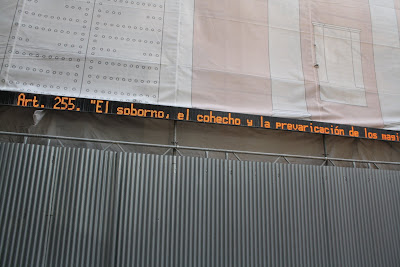 Art. 255. "El soborno, el cohecho y la prevaricación de los